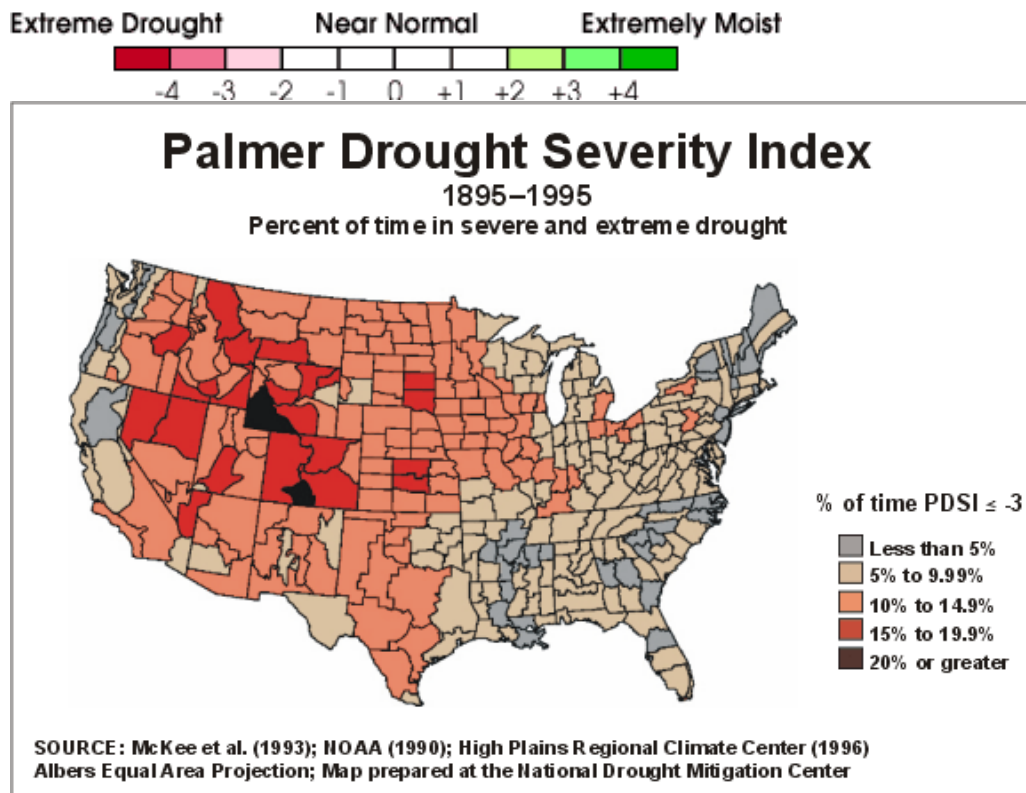 Extreme Drought Near Normal Extremely Moist
-4 -3 -2 -1 0 +1 +2 +3 +4
Palmer Drought Severity Index
1895–1995
Percent of time in severe and extreme drought
% of time PDSI ≤ -3
Less than 5%
5% to 9.99%
10% to 14.9%
15% to 19.9%
20% or greater
SOURCE: McKee et al. (1993); NOAA (1990); High Plains Regional Climate Center (1996)
Albers Equal Area Projection; Map prepared at the National Drought Mitigation Center